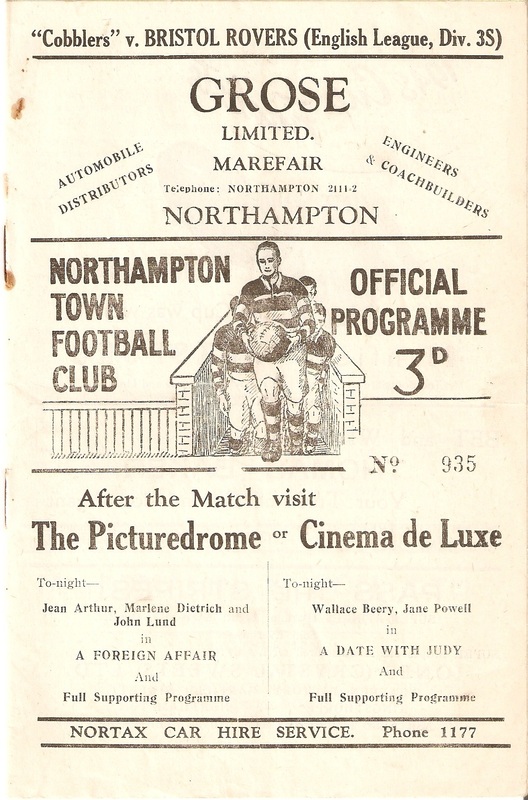 "Cobblers" v. BRISTOL ROVERS (English League, Div. 3S)
GROSE
LIMITED.
MAREFAIR
AUTOMOBILE
DISTRIBUTORS
ENGINEERS
& COACHBUILDERS
Telephone: NORTHAMPTON 2111-2
NORTHAMPTON
NORTHAMPTON
TOWN
FOOTBALL
CLUB
OFFICIAL
PROGRAMME
3D
No 935
After the Match visit
The Picturedrome or Cinema de Luxe
To-night—
Jean Arthur, Marlene Dietrich and
John Lund
in
A FOREIGN AFFAIR
And
Full Supporting Programme
To-night—
Wallace Beery, Jane Powell
in
A DATE WITH JUDY
And
Full Supporting Programme
NORTAX CAR HIRE SERVICE. Phone 1177